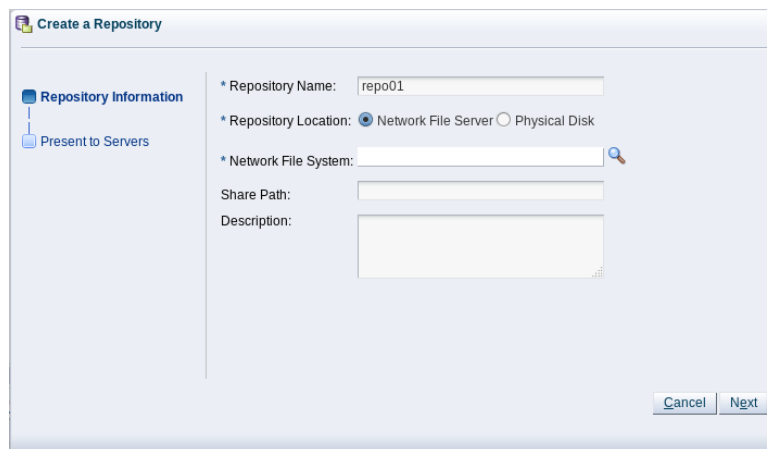 Create a Repository
Repository Information
Present to Servers
* Repository Name: repo01
* Repository Location: Network File Server Physical Disk
* Network File System:
Share Path:
Description:
Cancel Next